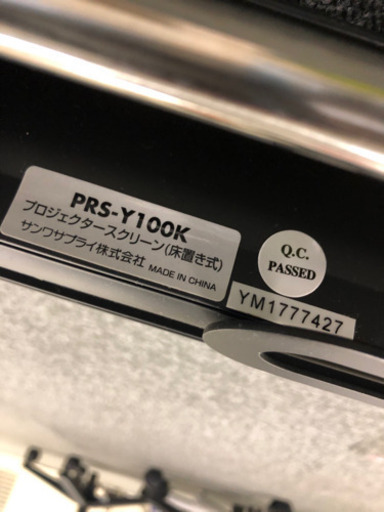 PRS-Y100K
プロジェクタースクリーン(床置き式)
サンワサプライ株式会社 MADE IN CHINA
Q.C.
PASSED
YM1777427